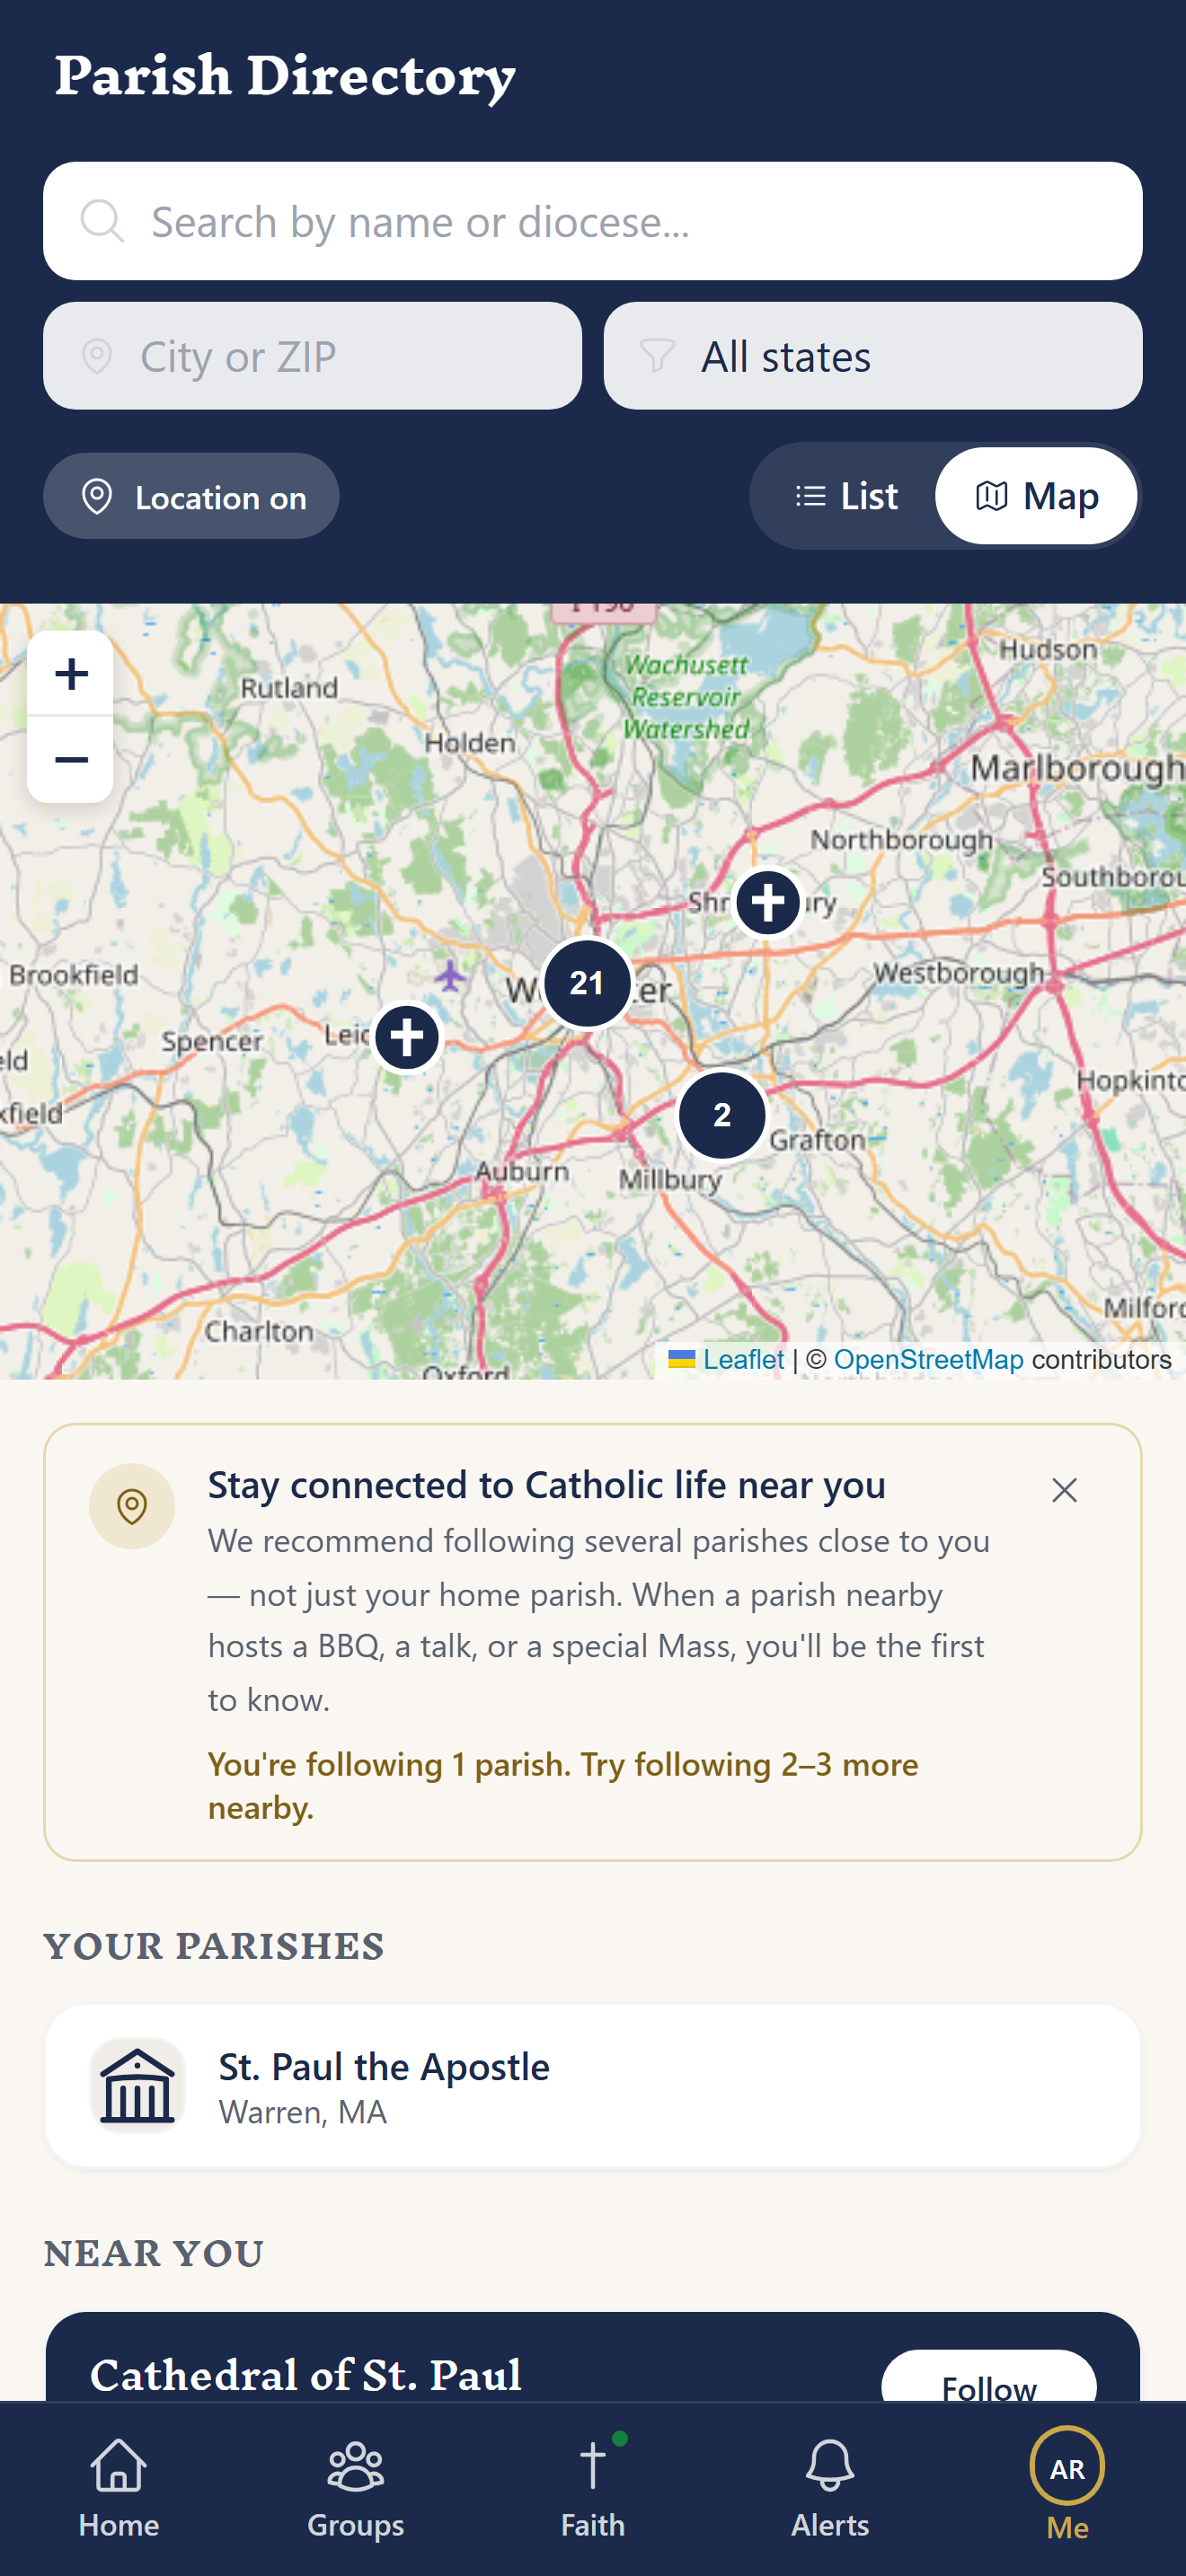 Parish Directory
Search by name or diocese...
City or ZIP
All states
Location on
List
Map
+
Hudson
Wachusett
Reservoir
Watershed
Rutland
Holden
−
Marlborough
Northborough
Brookfield
Westborough
21
Spencer
2
Grafton
Auburn
Millbury
Charlton
Oxford
Leaflet | © OpenStreetMap contributors
Stay connected to Catholic life near you
We recommend following several parishes close to you
— not just your home parish. When a parish nearby
hosts a BBQ, a talk, or a special Mass, you'll be the first
to know.
You're following 1 parish. Try following 2–3 more
nearby.
YOUR PARISHES
St. Paul the Apostle
Warren, MA
NEAR YOU
Cathedral of St. Paul
Follow
Home
Groups
Faith
Alerts
AR
Me